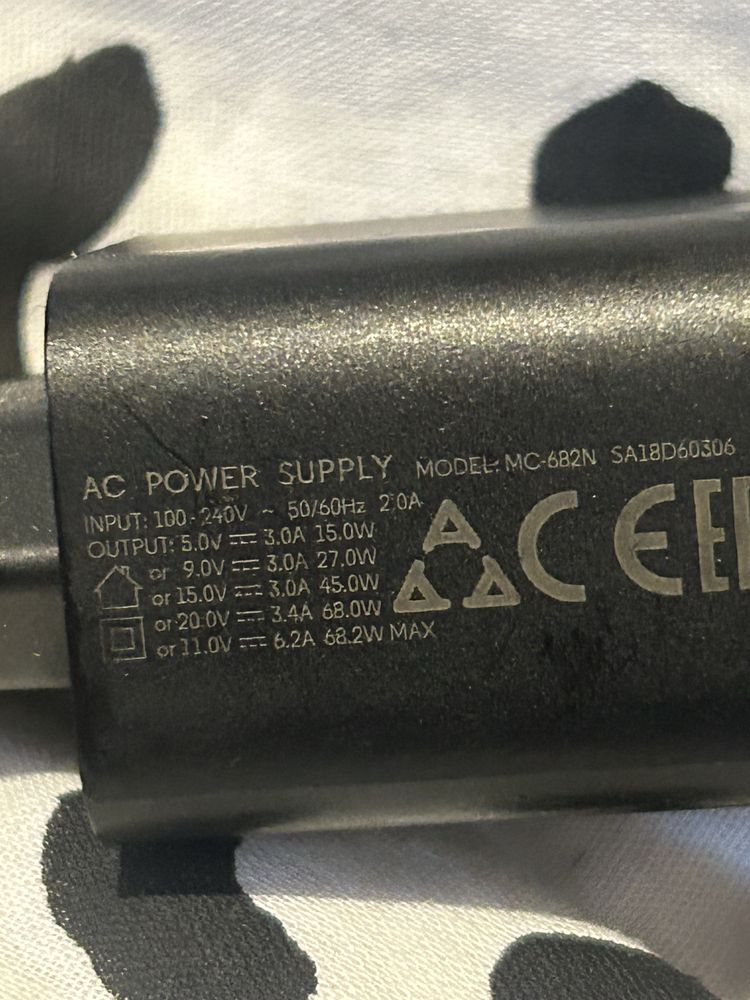 AC POWER SUPPLY MODEL: MC-682N SA18D60306
INPUT: 100-240V ~ 50/60Hz 2.0A
OUTPUT: 5.0V ⎓ 3.0A 15.0W
or 9.0V ⎓ 3.0A 27.0W
or 15.0V ⎓ 3.0A 45.0W
or 20.0V ⎓ 3.4A 68.0W
or 11.0V ⎓ 6.2A 68.2W MAX
CE